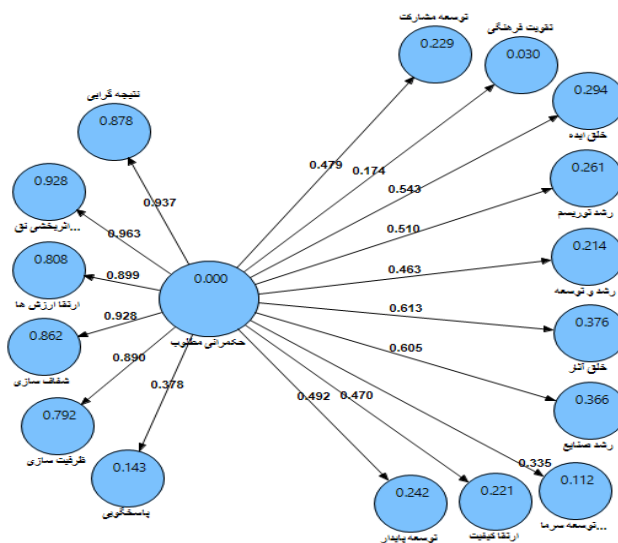 توسعه مشارکت
0.229
تقویت فرهنگی
0.030
0.294
خلق ایده
0.261
رشد توریسم
0.214
رشد و توسعه
0.376
خلق آثار
0.366
رشد صنایع
0.112
توسعه سرما...
0.221
ارتقا کیفیت
0.242
توسعه پایدار
نتیجه گرایی
0.878
0.928
اثربخشی نق...
0.808
ارتقا ارزش ها
0.862
شفاف سازی
0.792
ظرفیت سازی
0.143
پاسخگویی
0.000
حکمرانی مطلوب
0.479
0.174
0.543
0.510
0.463
0.613
0.605
0.335
0.470
0.492
0.937
0.963
0.899
0.928
0.890
0.378